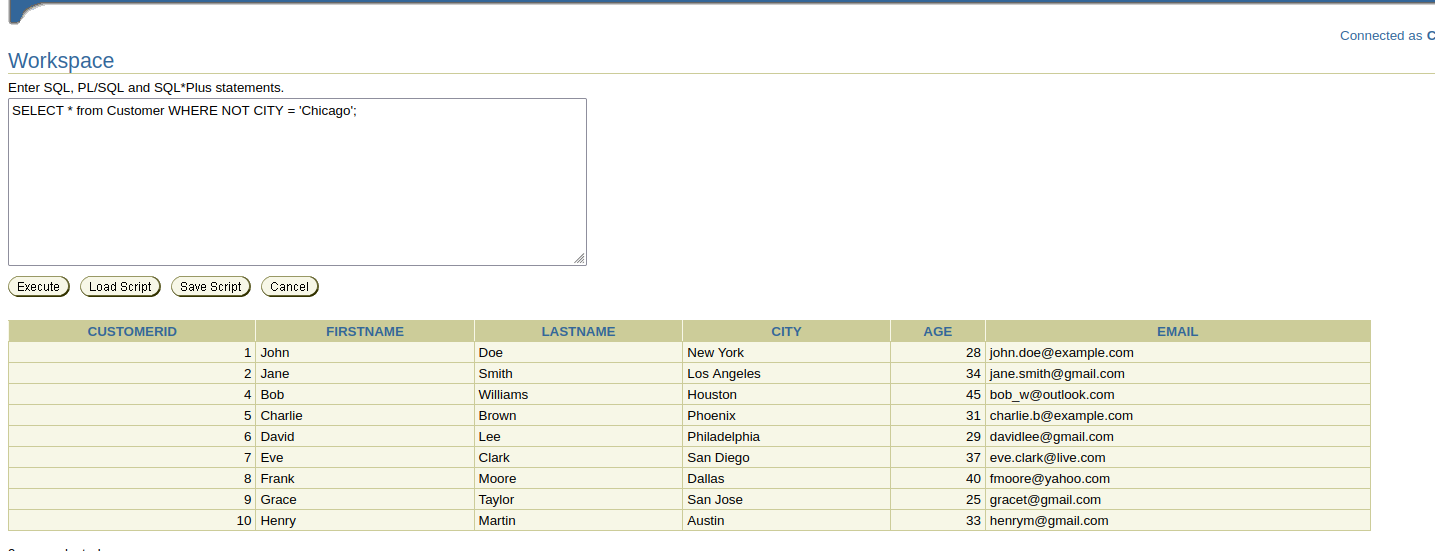 Connected as
Workspace
Enter SQL, PL/SQL and SQL*Plus statements.
SELECT * from Customer WHERE NOT CITY = 'Chicago';
Execute Load Script Save Script Cancel
CUSTOMERID FIRSTNAME LASTNAME CITY AGE EMAIL
1 John Doe New York 28 john.doe@example.com
2 Jane Smith Los Angeles 34 jane.smith@gmail.com
4 Bob Williams Houston 45 bob_w@outlook.com
5 Charlie Brown Phoenix 31 charlie.b@example.com
6 David Lee Philadelphia 29 davidlee@gmail.com
7 Eve Clark San Diego 37 eve.clark@live.com
8 Frank Moore Dallas 40 fmoore@yahoo.com
9 Grace Taylor San Jose 25 gracet@gmail.com
10 Henry Martin Austin 33 henrym@gmail.com